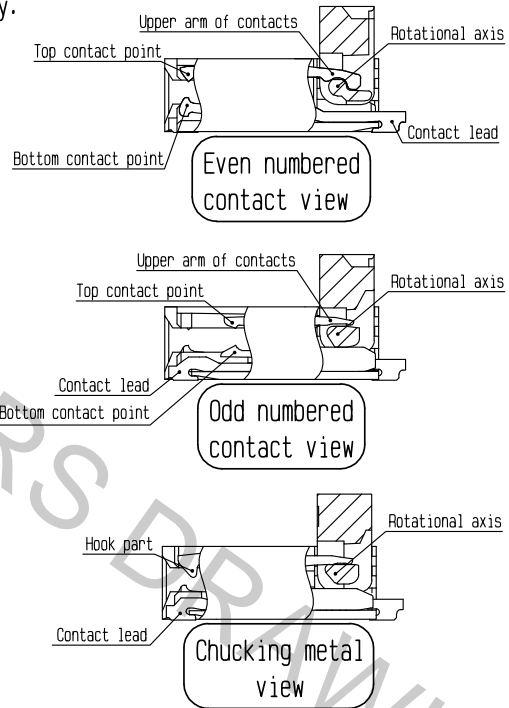 y.
Upper arm of contacts
Rotational axis
Top contact point
Contact lead
Bottom contact point
Even numbered
contact view
Upper arm of contacts
Rotational axis
Top contact point
Contact lead
Bottom contact point
Odd numbered
contact view
Rotational axis
Hook part
Contact lead
Chucking metal
view
RS DRAW